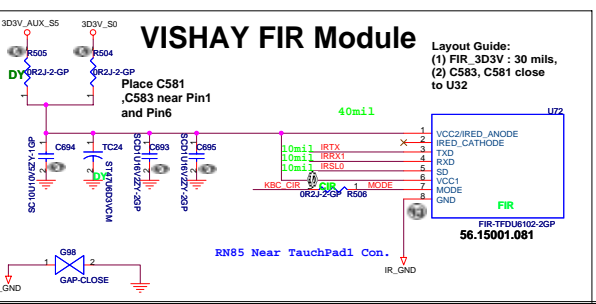 3D3V_AUX_S5
3D3V_S0
VISHAY FIR Module
Layout Guide :
(1) FIR_3D3V : 30 mils,
(2) C583, C581 close
to U32
R505
R504
DY
0R2J-2-GP
0R2J-2-GP
Place C581
,C583 near Pin1
and Pin6
40mil
U72
1
VCC2/IRED_ANODE
2
IRED_CATHODE
10mil
IRTX
3
TXD
10mil
IRRX1
4
RXD
10mil
IRSL0
5
SD
6
VCC1
KBC_CIR
CIR
MODE
7
MODE
8
GND
0R2J-2-GP
R506
FIR
FIR-TFDU6102-2GP
56.15001.081
C694
SC10U10V5ZY-1GP
TC24
DY
ST47U6D3VCM
C693
SCD1U16V2ZY-2GP
C695
SCD1U16V2ZY-2GP
RN85 Near TauchPad1 Con.
IR_GND
G98
1
2
GAP-CLOSE
_GND